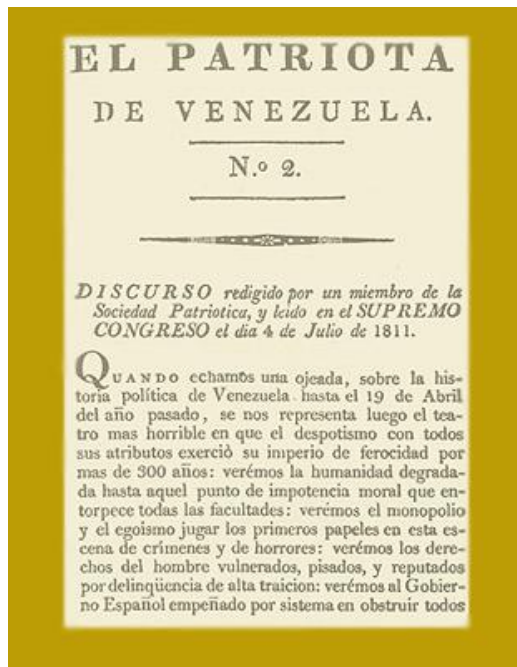 EL PATRIOTA
DE VENEZUELA.
N.º 2.
DISCURSO redigido por un miembro de la
Sociedad Patriotica, y leido en el SUPREMO
CONGRESO el dia 4 de Julio de 1811.
QUANDO echamos una ojeada, sobre la his-
toria política de Venezuela hasta el 19 de Abril
del año pasado, se nos representa luego el tea-
tro mas horrible en que el despotismo con todos
sus atributos exerciò su imperio de ferocidad por
mas de 300 años: verémos la humanidad degrada-
da hasta aquel punto de impotencia moral que en-
torpece todas las facultades: verémos el monopolio
y el egoismo jugar los primeros papeles en esta es-
cena de crímenes y de horrores: verémos los dere-
chos del hombre vulnerados, pisados, y reputados
por delinqüencia de alta traicion: verémos al Gobier-
no Español empeñado por sistema en obstruir todos